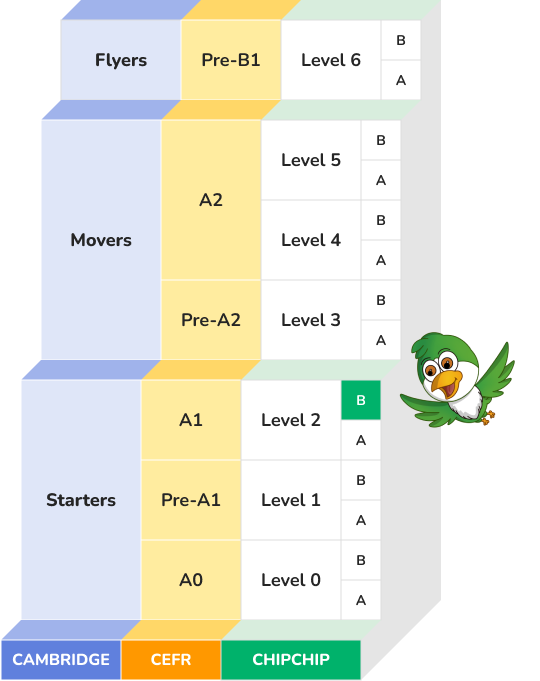 B
Flyers Pre-B1 Level 6
A
B
Level 5
A
A2
B
Movers Level 4
A
B
Pre-A2 Level 3
A
B
A1 Level 2
A
B
Starters Pre-A1 Level 1
A
B
A0 Level 0
A
CAMBRIDGE CEFR CHIPCHIP